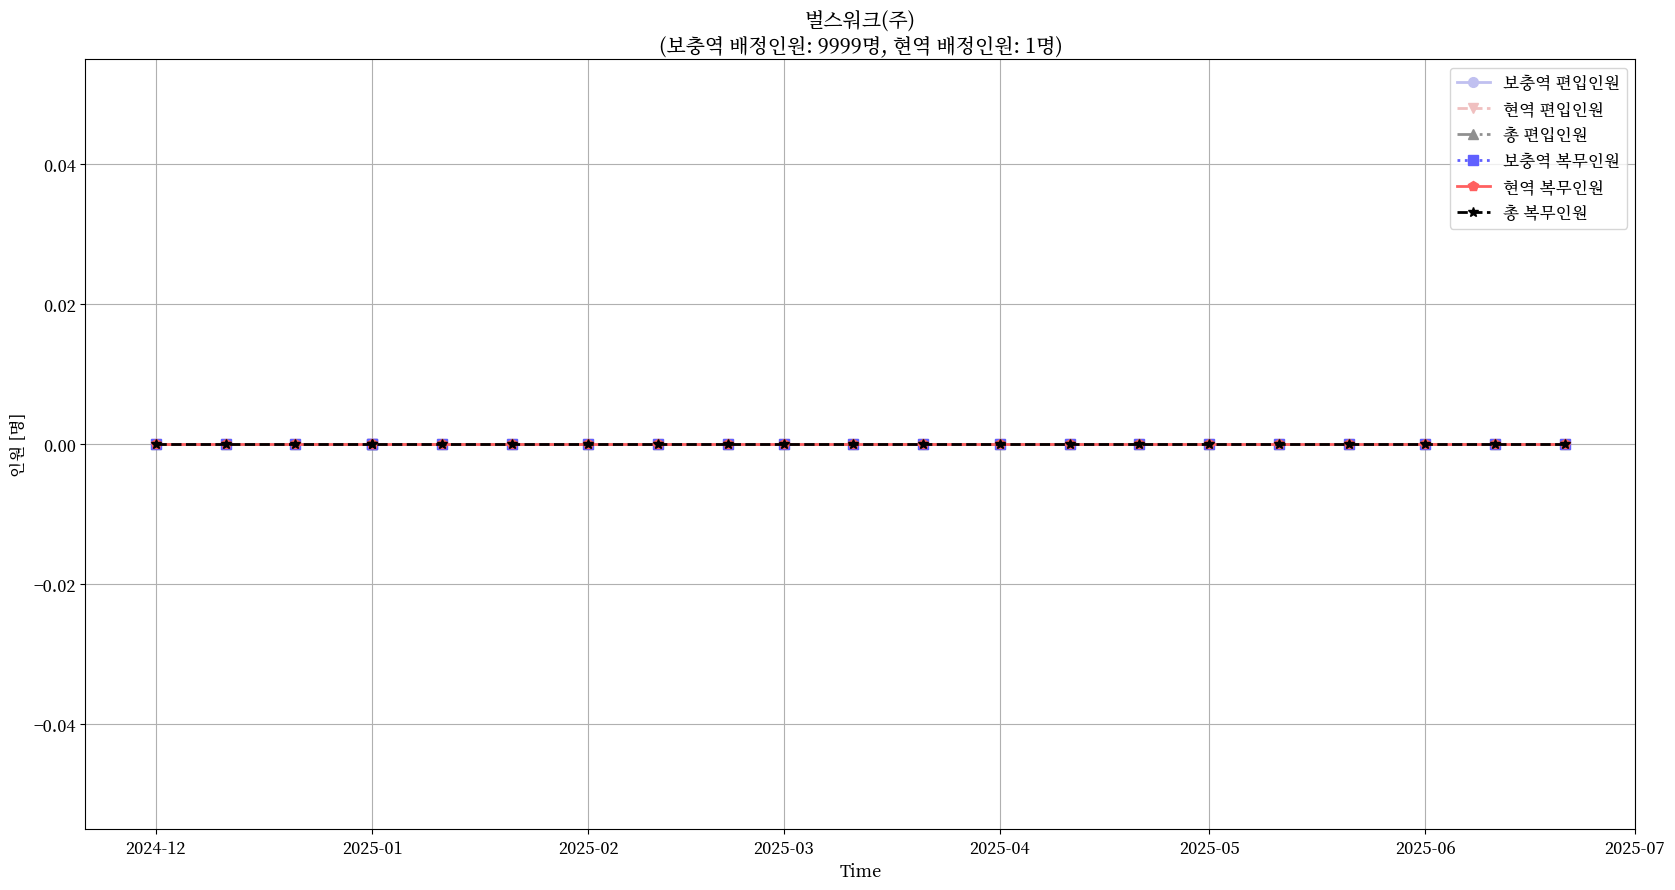 벌스워크(주)
(보충역 배정인원: 9999명, 현역 배정인원: 1명)
보충역 편입인원
현역 편입인원
총 편입인원
보충역 복무인원
현역 복무인원
총 복무인원
0.04
0.02
0.00
−0.02
−0.04
인원 [명]
2024-12
2025-01
2025-02
2025-03
2025-04
2025-05
2025-06
2025-07
Time